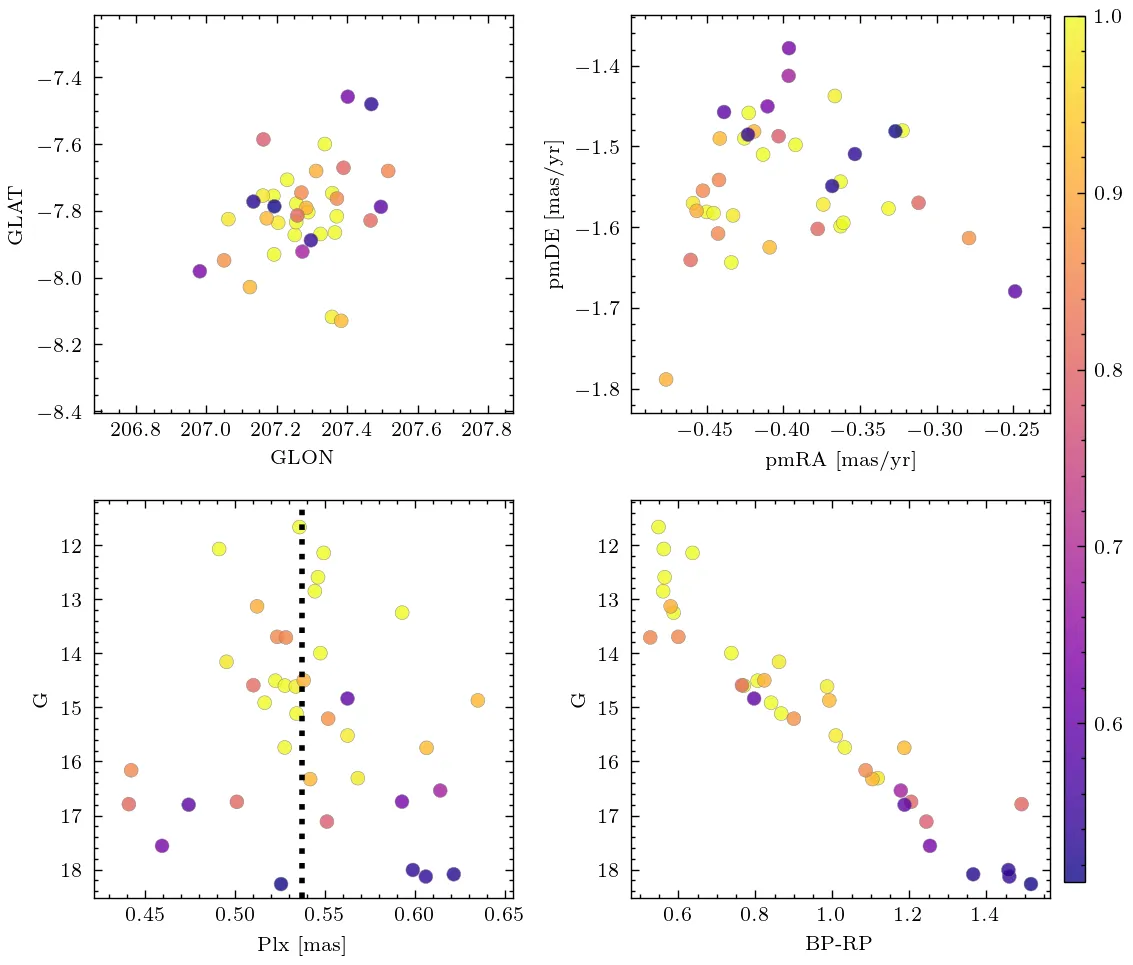 −7.4
−7.6
−7.8
−8.0
−8.2
−8.4
GLAT
206.8 207.0 207.2 207.4 207.6 207.8
GLON
−1.4
−1.5
−1.6
−1.7
−1.8
pmDE [mas/yr]
−0.45 −0.40 −0.35 −0.30 −0.25
pmRA [mas/yr]
1.0
0.9
0.8
0.7
0.6
12
13
14
15
16
17
18
G
0.45 0.50 0.55 0.60 0.65
Plx [mas]
12
13
14
15
16
17
18
G
0.6 0.8 1.0 1.2 1.4
BP-RP